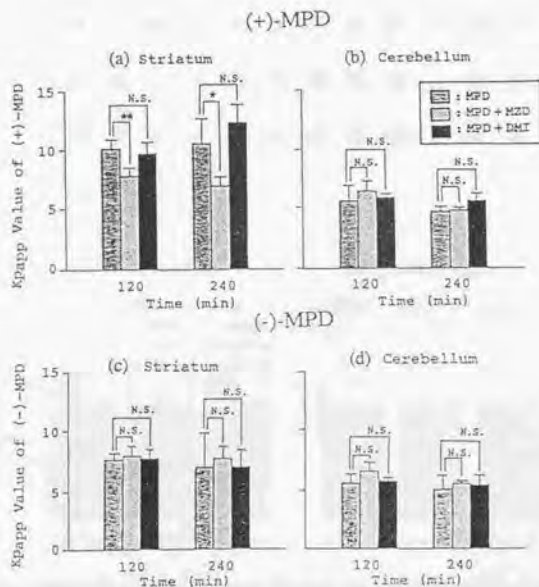 (+)-MPD
(a) Striatum
(b) Cerebellum
Kpapp Value of (+)-MPD
15
10
5
0
N.S.
**
N.S.
*
120
240
Time (min)
: MPD
: MPD + MZD
: MPD + DMI
N.S.
N.S.
N.S.
N.S.
120
240
Time (min)
(-)-MPD
(c) Striatum
(d) Cerebellum
Kpapp Value of (-)-MPD
15
10
5
0
N.S.
N.S.
N.S.
N.S.
120
240
Time (min)
N.S.
N.S.
N.S.
N.S.
120
240
Time (min)